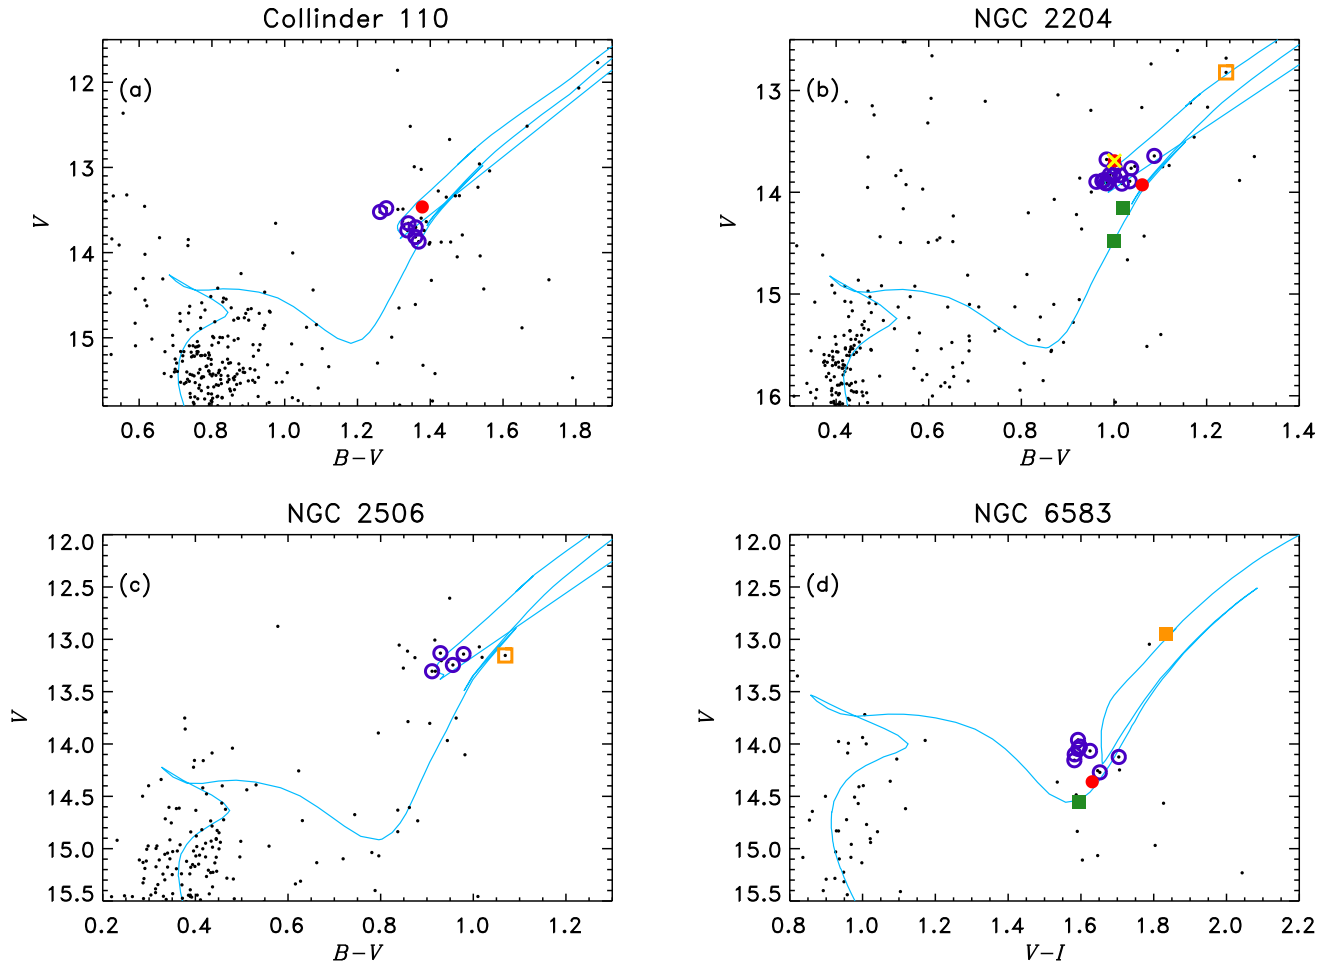 Collinder 110
NGC 2204
(a)
(b)
12
13
14
15
V
13
14
15
16
V
0.6 0.8 1.0 1.2 1.4 1.6 1.8
B-V
0.4 0.6 0.8 1.0 1.2 1.4
B-V
NGC 2506
NGC 6583
(c)
(d)
12.0
12.5
13.0
13.5
14.0
14.5
15.0
15.5
V
12.0
12.5
13.0
13.5
14.0
14.5
15.0
15.5
V
0.2 0.4 0.6 0.8 1.0 1.2
B-V
0.8 1.0 1.2 1.4 1.6 1.8 2.0 2.2
V-I